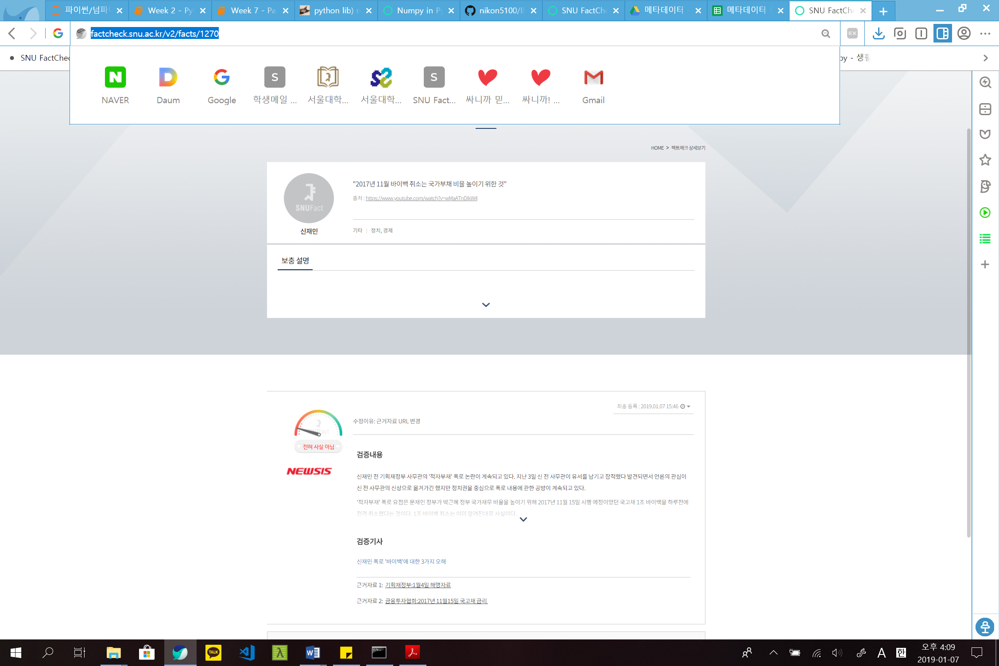 파이썬/넘파이
Week 2 - Py
Week 7 - Pa
python lib) n
Numpy in P
nikon5100/B
SNU FactCh
메타데이터 -
메타데이터
SNU FactChe
factcheck.snu.ac.kr/v2/facts/1270
EX
SNU FactChec
py - 생활
NAVER
Daum
Google
학생메일 ...
서울대학...
서울대학...
SNU Fact...
싸니까 믿...
싸니까! ...
Gmail
HOME > 팩트체크 상세보기
SNUFact
신재민
"2017년 11월 바이백 취소는 국가부채 비율 높이기 위한 것"
출처 : https://www.youtube.com/watch?v=wMaATnDIkW4
기타 | 정치, 경제
보충 설명
최종 등록 : 2019.01.07 15:46
수정이유: 근거자료 URL 변경
SNUFact
전혀 사실 아님
NEWSIS
검증내용
신재민 전 기획재정부 사무관의 '적자부채' 폭로 논란이 계속되고 있다. 지난 3일 신 전 사무관이 유서를 남기고 잠적했다 발견되면서 언론의 관심이
신 전 사무관의 신상으로 옮겨가긴 했지만 정치권을 중심으로 폭로 내용에 관한 공방이 계속되고 있다.
'적자부채' 폭로 요점은 문재인 정부가 박근혜 정부 국가채무 비율을 높이기 위해 2017년 11월 15일 시행 예정이었던 국고채 1조 바이백을 하루전에
전격 취소했다는 것이다. 1조 바이백 취소는 이미 알려진대로 사실이다.
검증기사
신재민 폭로 '바이백'에 대한 3가지 오해
근거자료 1: 기획재정부:1월4일 해명자료
근거자료 2: 금융투자협회:2017년 11월15일 국고채 금리
TALK
A
한
오후 4:09
2019-01-07